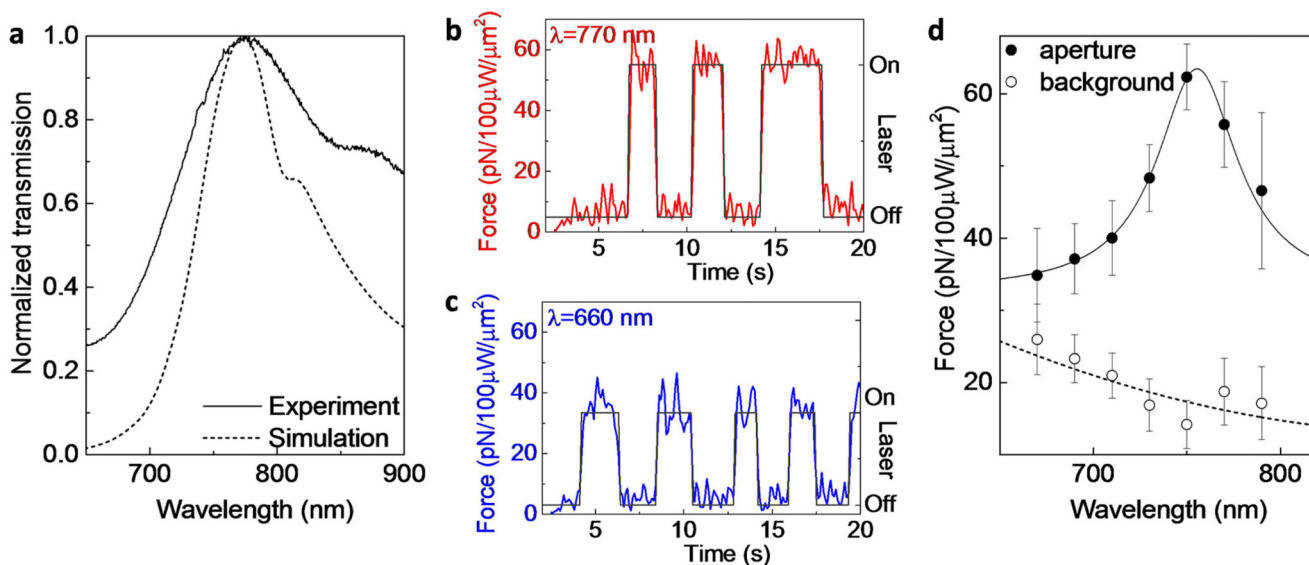 a
1.0
0.8
0.6
0.4
0.2
0.0
Normalized transmission
Experiment
Simulation
700
800
900
Wavelength (nm)
b
λ=770 nm
60
40
20
0
Force (pN/100μW/μm²)
On
Laser
Off
5
10
15
20
Time (s)
c
λ=660 nm
60
40
20
0
Force (pN/100μW/μm²)
On
Laser
Off
5
10
15
20
Time (s)
d
aperture
background
60
40
20
Force (pN/100μW/μm²)
700
800
Wavelength (nm)